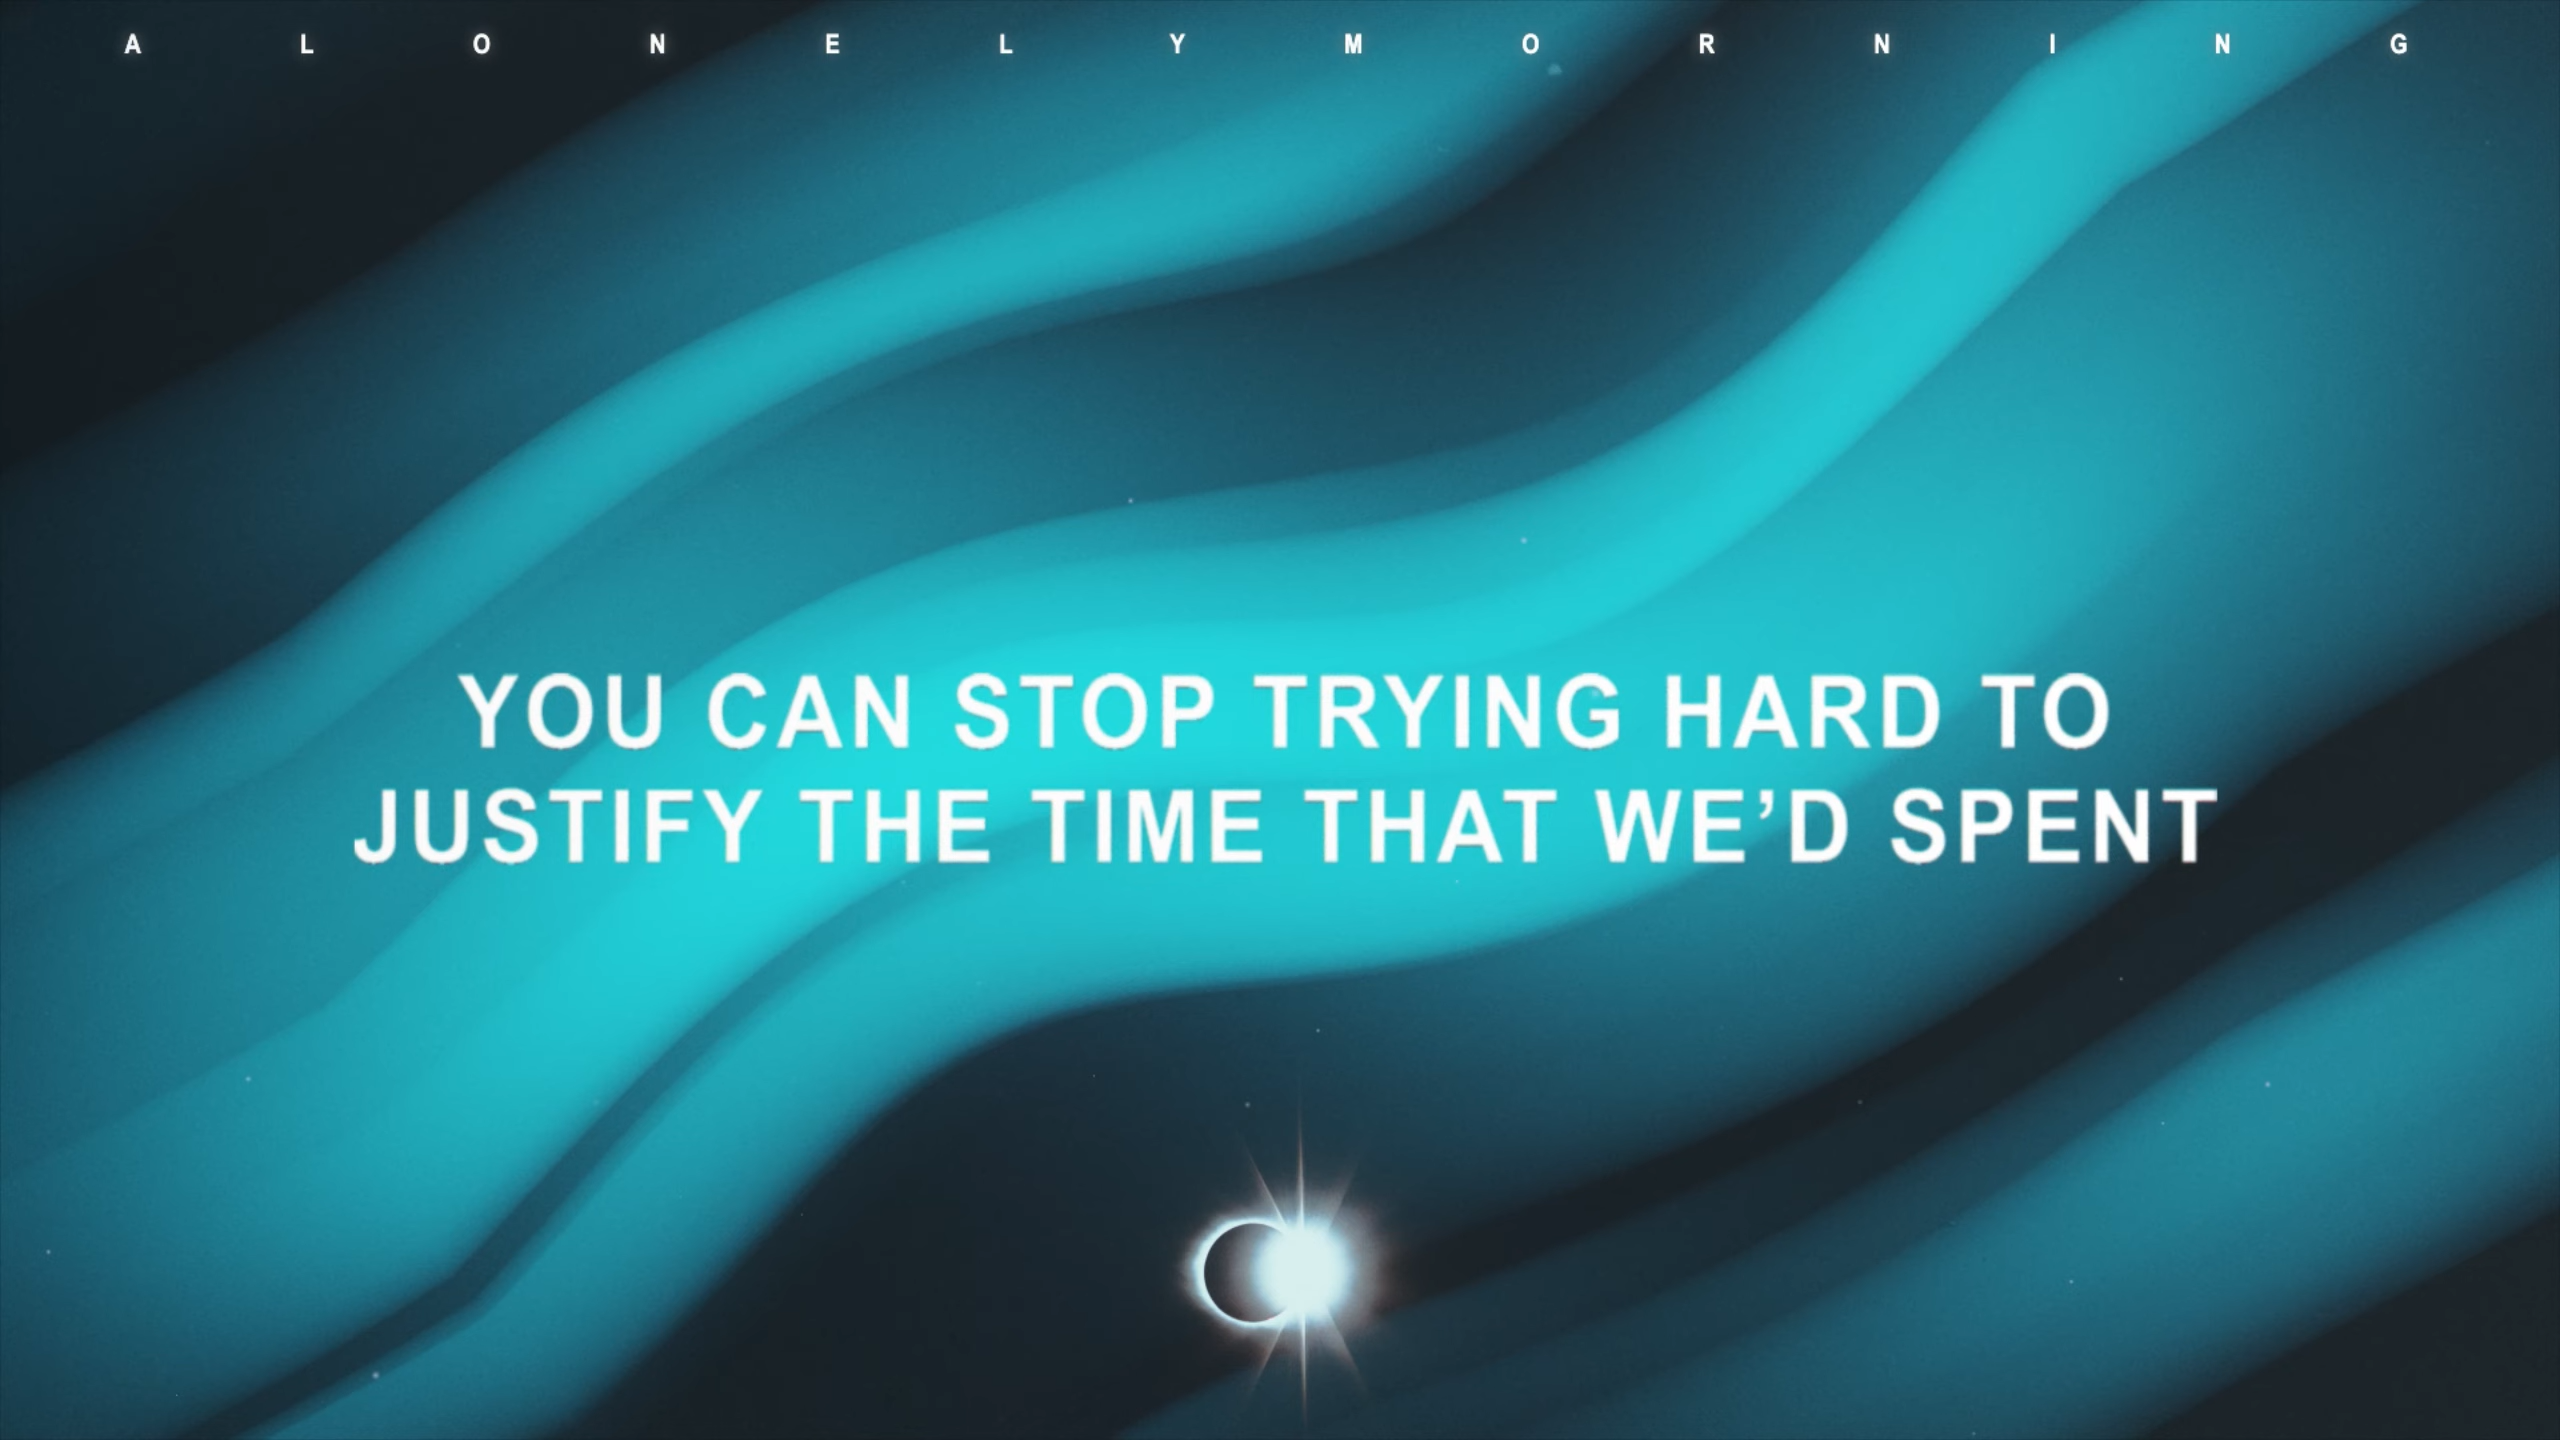 A L O N E L Y M O R N I N G
YOU CAN STOP TRYING HARD TO
JUSTIFY THE TIME THAT WE’D SPENT